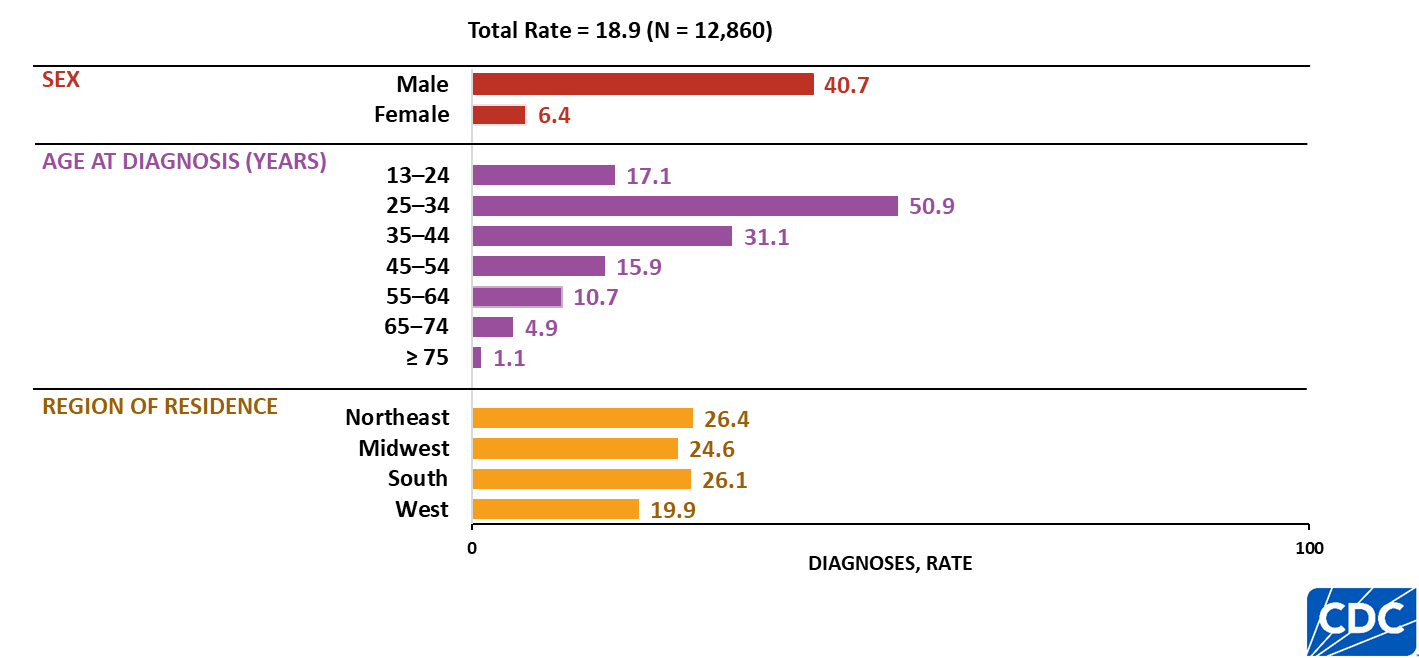 Total Rate = 18.9 (N = 12,860)
SEX
Male 40.7
Female 6.4
AGE AT DIAGNOSIS (YEARS)
13–24 17.1
25–34 50.9
35–44 31.1
45–54 15.9
55–64 10.7
65–74 4.9
≥ 75 1.1
REGION OF RESIDENCE
Northeast 26.4
Midwest 24.6
South 26.1
West 19.9
0 100
DIAGNOSES, RATE
CDC